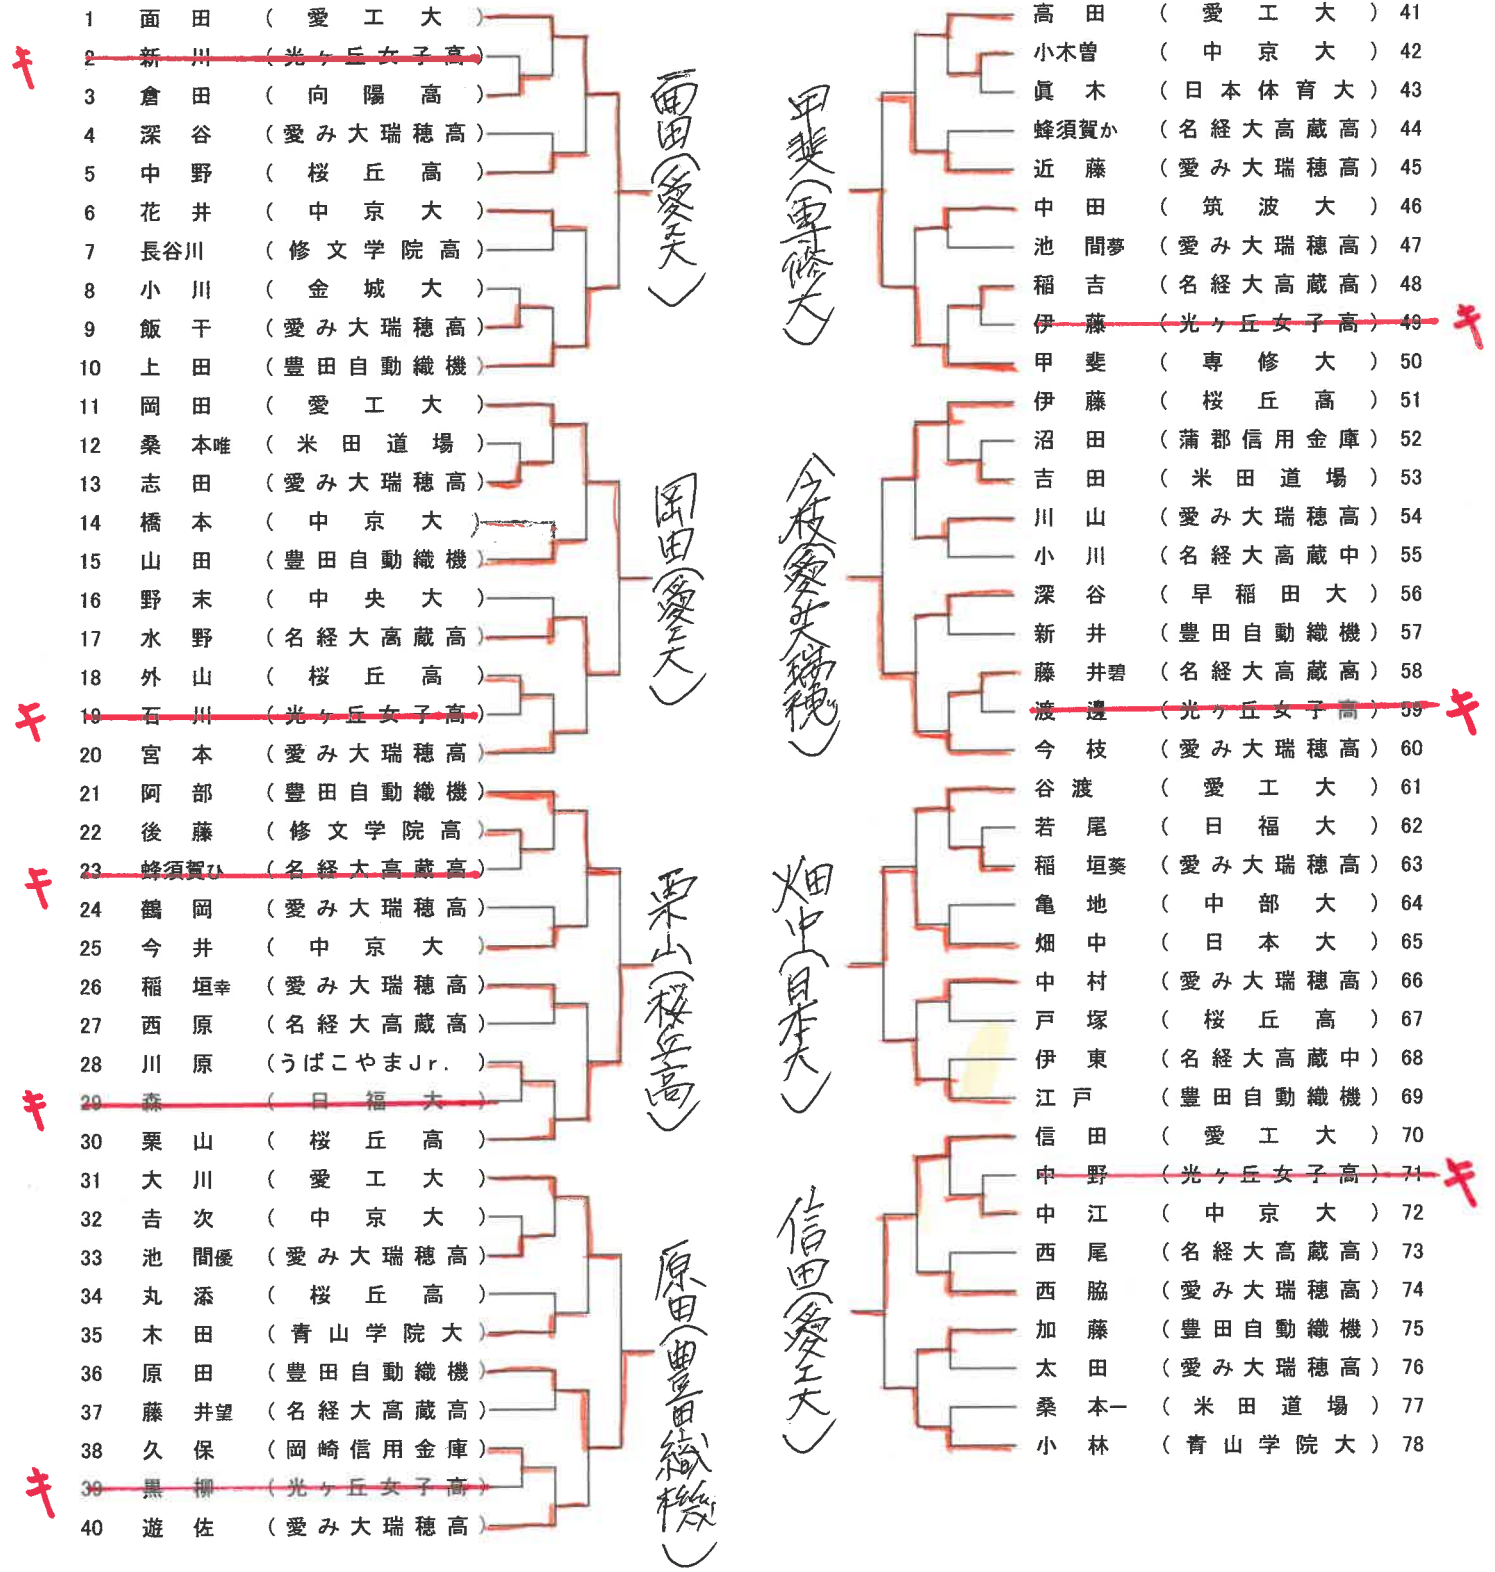 1 面田 (愛工大)
キ 2 新川 (光ヶ丘女子高)
3 倉田 (向陽高)
4 深谷 (愛み大瑞穂高)
5 中野 (桜丘高)
6 花井 (中京大)
7 長谷川 (修文学院高)
8 小川 (金城大)
9 飯干 (愛み大瑞穂高)
10 上田 (豊田自動織機)
11 岡田 (愛工大)
12 桑本唯 (米田道場)
13 志田 (愛み大瑞穂高)
14 橋本 (中京大)
15 山田 (豊田自動織機)
16 野末 (中央大)
17 水野 (名経大高蔵高)
18 外山 (桜丘高)
キ 19 石川 (光ヶ丘女子高)
20 宮本 (愛み大瑞穂高)
21 阿部 (豊田自動織機)
22 後藤 (修文学院高)
キ 23 蜂須賀ひ (名経大高蔵高)
24 鶴岡 (愛み大瑞穂高)
25 今井 (中京大)
26 稲垣幸 (愛み大瑞穂高)
27 西原 (名経大高蔵高)
28 川原 (うばこやまJr.)
キ 29 森 (日福大)
30 栗山 (桜丘高)
31 大川 (愛工大)
32 吉次 (中京大)
33 池間優 (愛み大瑞穂高)
34 丸添 (桜丘高)
35 木田 (青山学院大)
36 原田 (豊田自動織機)
37 藤井望 (名経大高蔵高)
38 久保 (岡崎信用金庫)
キ 39 黒柳 (光ヶ丘女子高)
40 遊佐 (愛み大瑞穂高)
面田(愛工大)
岡田(愛工大)
栗山(桜丘高)
原田(豊田織機)
甲斐(専修大)
今枝(愛み大瑞穂)
畑中(日本大)
信田(愛工大)
高田 (愛工大) 41
小木曽 (中京大) 42
眞木 (日本体育大) 43
蜂須賀か (名経大高蔵高) 44
近藤 (愛み大瑞穂高) 45
中田 (筑波大) 46
池間夢 (愛み大瑞穂高) 47
稲吉 (名経大高蔵高) 48
伊藤 (光ヶ丘女子高) 49 キ
甲斐 (専修大) 50
伊藤 (桜丘高) 51
沼田 (蒲郡信用金庫) 52
吉田 (米田道場) 53
川山 (愛み大瑞穂高) 54
小川 (名経大高蔵中) 55
深谷 (早稲田大) 56
新井 (豊田自動織機) 57
藤井碧 (名経大高蔵高) 58
渡邊 (光ヶ丘女子高) 59 キ
今枝 (愛み大瑞穂高) 60
谷渡 (愛工大) 61
若尾 (日福大) 62
稲垣葵 (愛み大瑞穂高) 63
亀地 (中部大) 64
畑中 (日本大) 65
中村 (愛み大瑞穂高) 66
戸塚 (桜丘高) 67
伊東 (名経大高蔵中) 68
江戸 (豊田自動織機) 69
信田 (愛工大) 70
中野 (光ヶ丘女子高) 71 キ
中江 (中京大) 72
西尾 (名経大高蔵高) 73
西脇 (愛み大瑞穂高) 74
加藤 (豊田自動織機) 75
太田 (愛み大瑞穂高) 76
桑本一 (米田道場) 77
小林 (青山学院大) 78